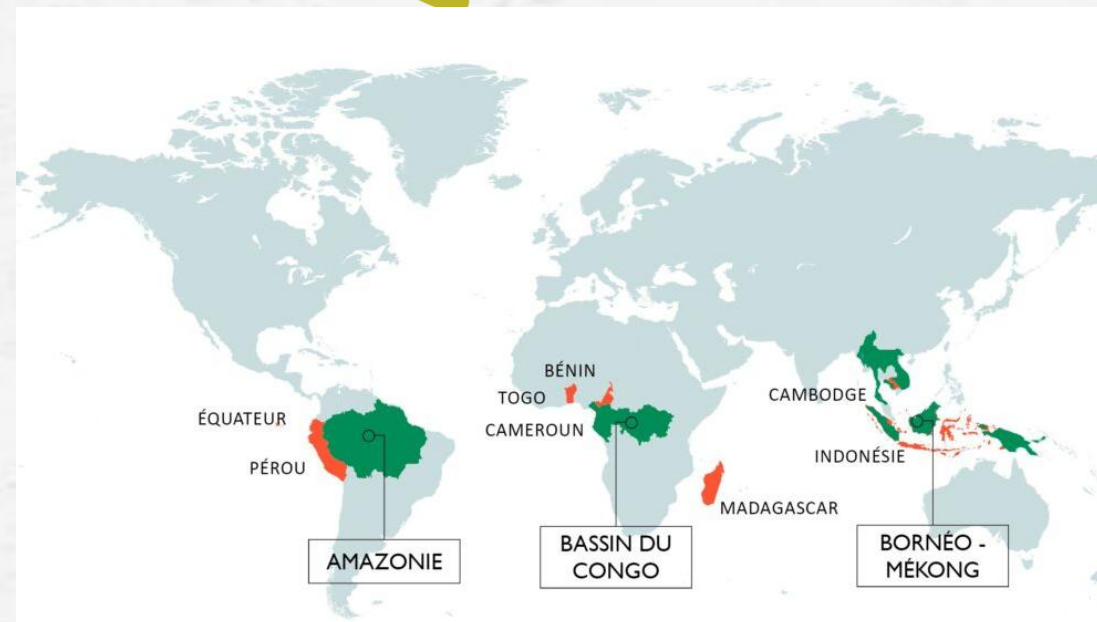 ÉQUATEUR
PÉROU
AMAZONIE
BÉNIN
TOGO
CAMEROUN
BASSIN DU
CONGO
MADAGASCAR
CAMBODGE
INDONÉSIE
BORNÉO -
MÉKONG